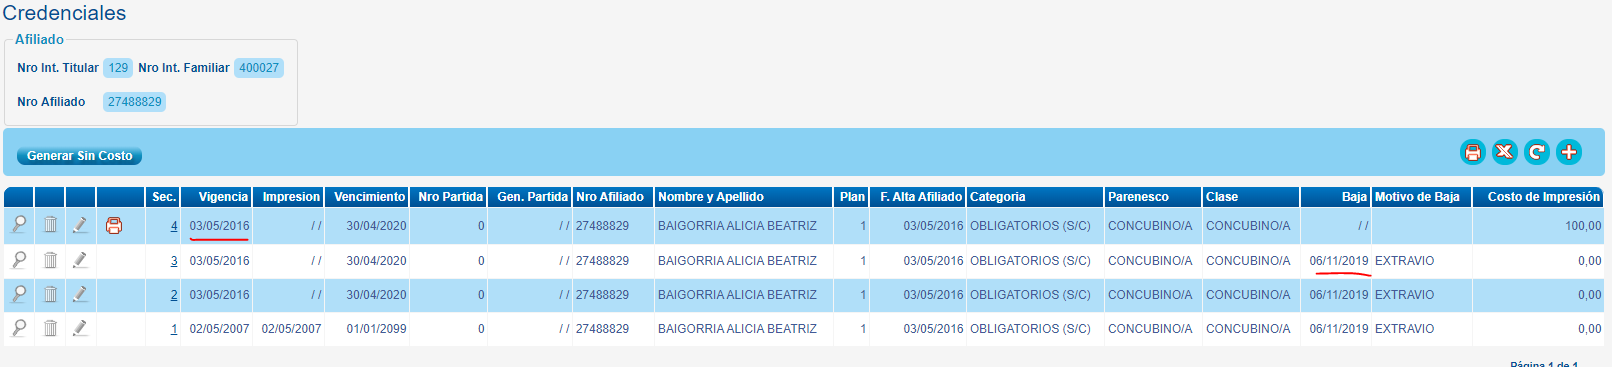 Credenciales
Afiliado
Nro Int. Titular 129 Nro Int. Familiar 400027
Nro Afiliado 27488829
Generar Sin Costo
Sec. Vigencia Impresion Vencimiento Nro Partida Gen. Partida Nro Afiliado Nombre y Apellido Plan F. Alta Afiliado Categoria Parenesco Clase Baja Motivo de Baja Costo de Impresión
4 03/05/2016 / / 30/04/2020 0 / / 27488829 BAIGORRIA ALICIA BEATRIZ 1 03/05/2016 OBLIGATORIOS (S/C) CONCUBINO/A CONCUBINO/A / / 100,00
3 03/05/2016 / / 30/04/2020 0 / / 27488829 BAIGORRIA ALICIA BEATRIZ 1 03/05/2016 OBLIGATORIOS (S/C) CONCUBINO/A CONCUBINO/A 06/11/2019 EXTRAVIO 0,00
2 03/05/2016 / / 30/04/2020 0 / / 27488829 BAIGORRIA ALICIA BEATRIZ 1 03/05/2016 OBLIGATORIOS (S/C) CONCUBINO/A CONCUBINO/A 06/11/2019 EXTRAVIO 0,00
1 02/05/2007 02/05/2007 01/01/2099 0 / / 27488829 BAIGORRIA ALICIA BEATRIZ 1 03/05/2016 OBLIGATORIOS (S/C) CONCUBINO/A CONCUBINO/A 06/11/2019 EXTRAVIO 0,00
Página 1 de 1